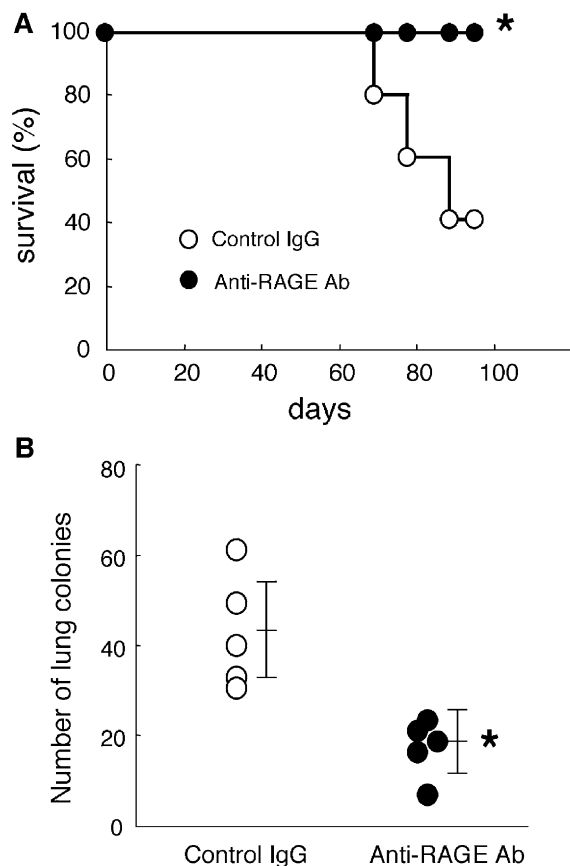 A
100
80
60
40
20
0
survival (%)
*
Control IgG
Anti-RAGE Ab
0 20 40 60 80 100
days
B
80
60
40
20
0
Number of lung colonies
*
Control IgG Anti-RAGE Ab